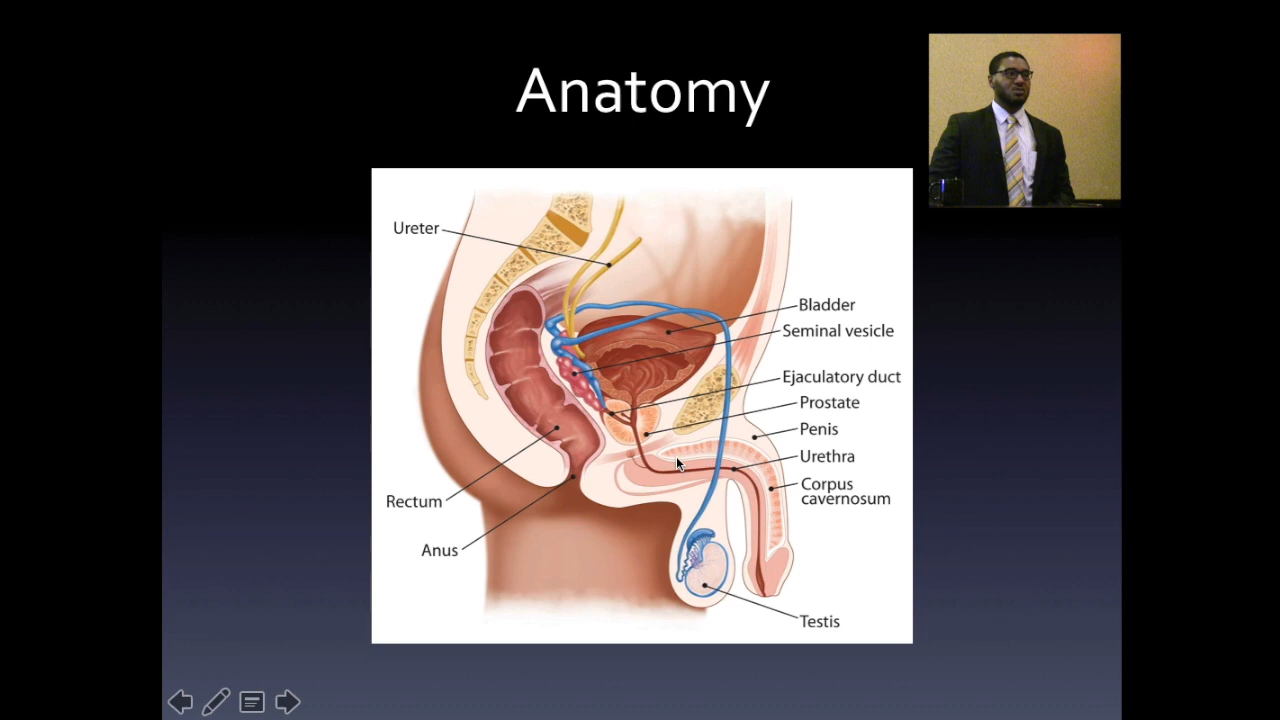 Anatomy
Ureter
Bladder
Seminal vesicle
Ejaculatory duct
Prostate
Penis
Urethra
Corpus
cavernosum
Rectum
Anus
Testis